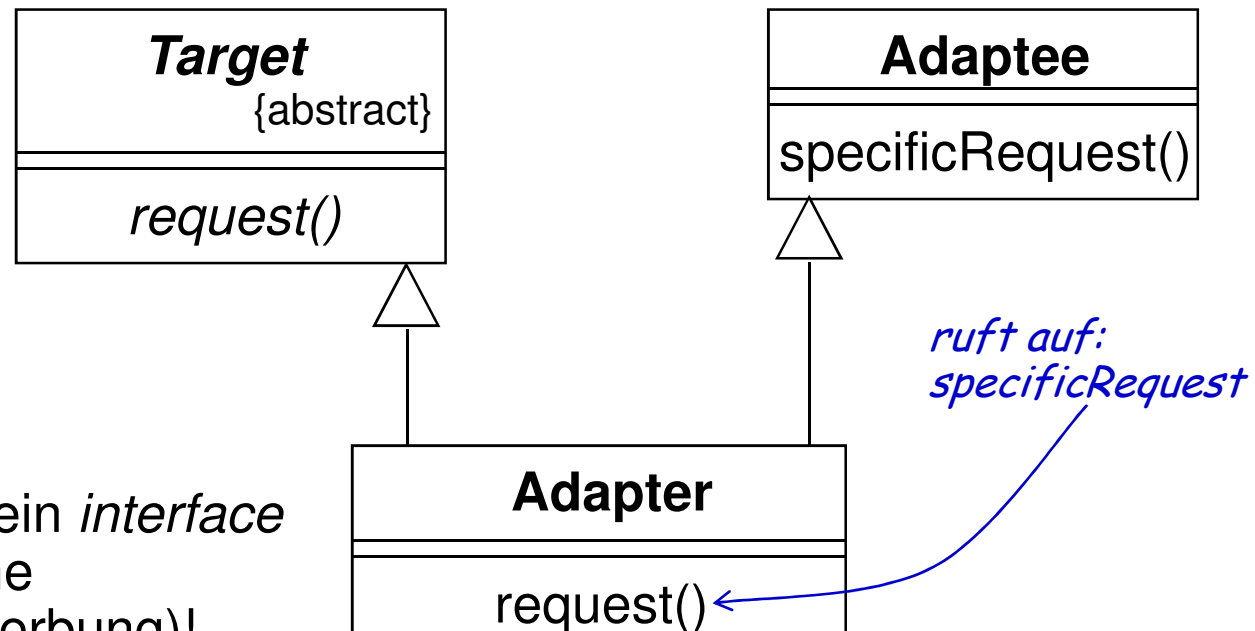 Target
{abstract}
request()
Adaptee
specificRequest()
ruft auf:
specificRequest
Adapter
request()
ein interface